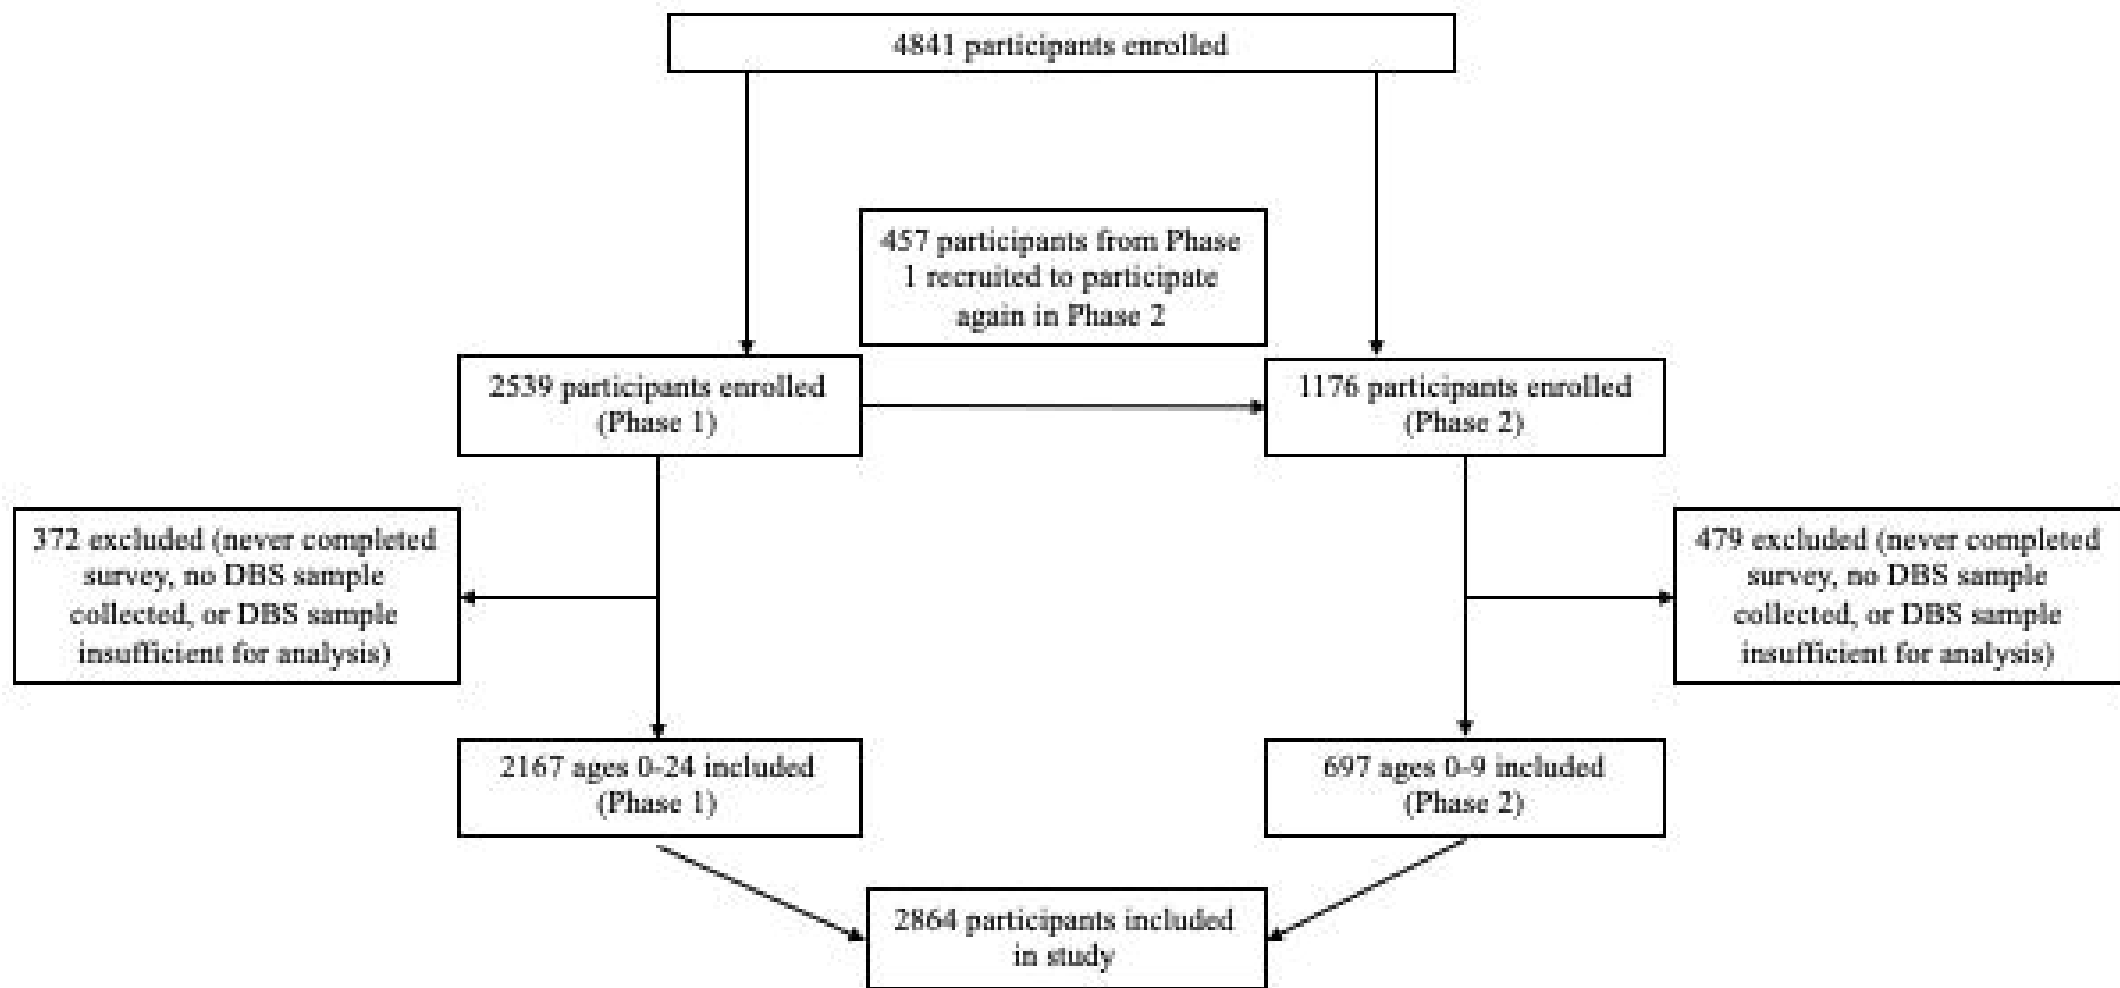 4841 participants enrolled
457 participants from Phase
1 recruited to participate
again in Phase 2
2539 participants enrolled
(Phase 1)
1176 participants enrolled
(Phase 2)
372 excluded (never completed
survey, no DBS sample
collected, or DBS sample
insufficient for analysis)
479 excluded (never completed
survey, no DBS sample
collected, or DBS sample
insufficient for analysis)
2167 ages 0-24 included
(Phase 1)
697 ages 0-9 included
(Phase 2)
2864 participants included
in study